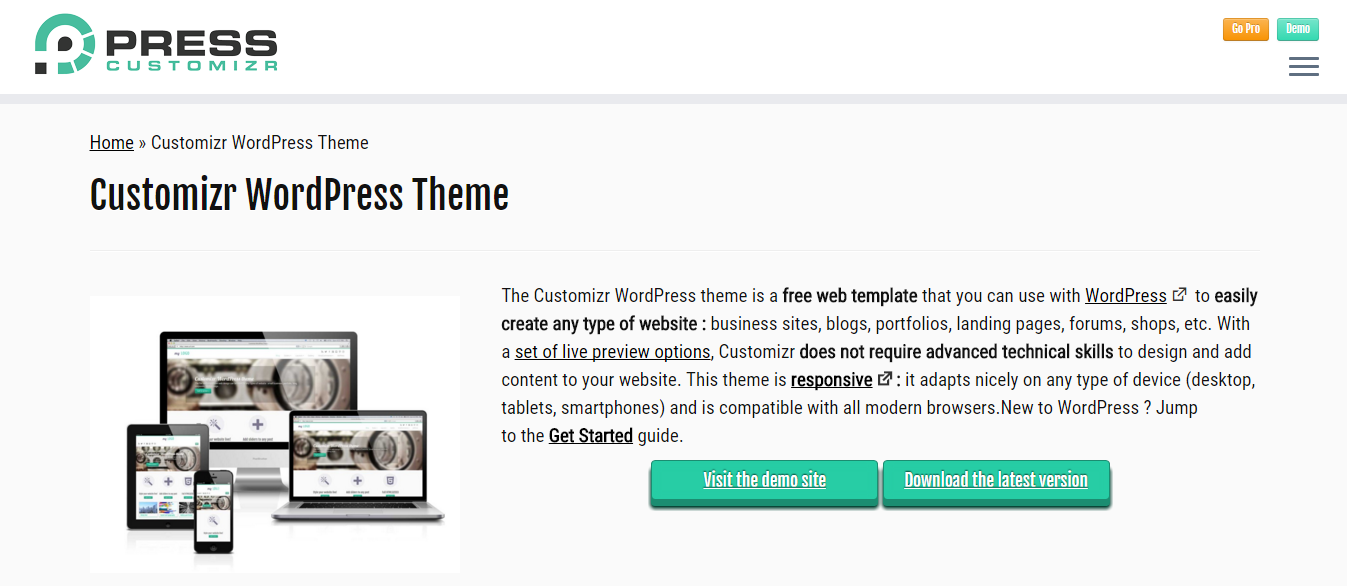 PRESS
CUSTOMIZR
Go Pro
Demo
Home » Customizr WordPress Theme
Customizr WordPress Theme
The Customizr WordPress theme is a free web template that you can use with WordPress to easily
create any type of website : business sites, blogs, portfolios, landing pages, forums, shops, etc. With
a set of live preview options, Customizr does not require advanced technical skills to design and add
content to your website. This theme is responsive : it adapts nicely on any type of device (desktop,
tablets, smartphones) and is compatible with all modern browsers.New to WordPress ? Jump
to the Get Started guide.
Visit the demo site
Download the latest version